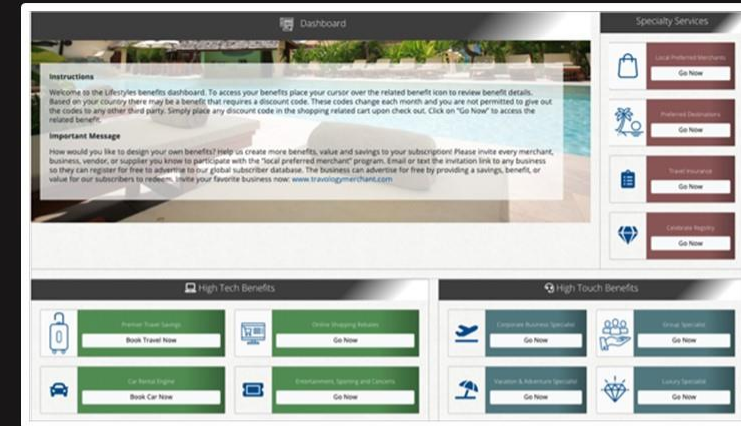 Dashboard
Instructions
Welcome to the Lifestyles benefits dashboard. To access your benefits place your cursor over the related benefit icon to review benefit details.
Based on your country there may be a benefit that requires a discount code. These codes change each month and you are not permitted to give out
the codes to any other third party. Simply place any discount code in the shopping related cart upon check out. Click on "Go Now" to access the
related benefit.
Important Message
How would you like to design your own benefits? Help us create more benefits, value and savings to your subscription! Please invite every merchant,
business, vendor, or supplier you know to participate with the "local preferred merchant" program. Email or text the invitation link to any business
so they can register for free to advertise to our global subscriber database. The business can advertise for free by providing a savings, benefit, or
value for our subscribers to redeem. Invite your favorite business now: www.travologymerchant.com
Specialty Services
Local Preferred Merchants
Go Now
Preferred Destinations
Go Now
Travel Insurance
Go Now
Celebrate Registry
Go Now
High Tech Benefits
Premier Travel Savings
Book Travel Now
Online Shopping Rebates
Go Now
Car Rental Engine
Book Car Now
Entertainment, Sporting and Concerts
Go Now
High Touch Benefits
Corporate Business Specialist
Go Now
Group Specialist
Go Now
Vacation & Adventure Specialist
Go Now
Luxury Specialist
Go Now